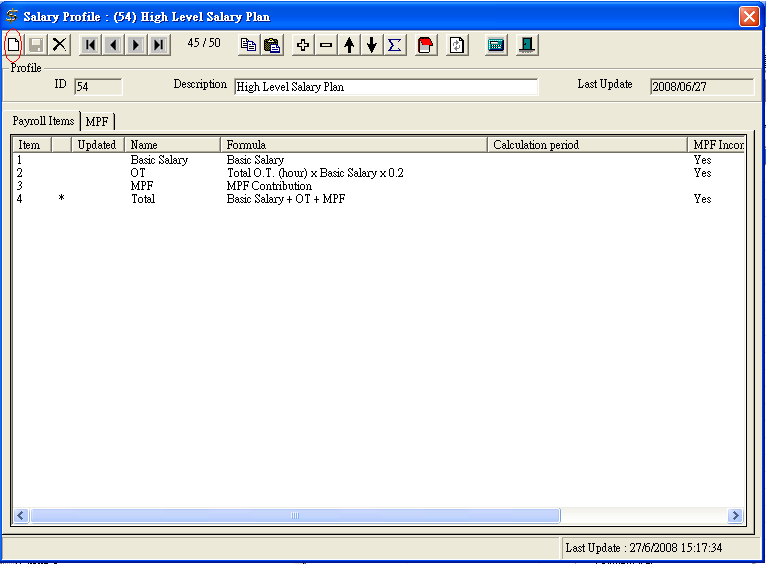 Salary Profile : (54) High Level Salary Plan
45 / 50
Profile
ID 54 Description High Level Salary Plan Last Update 2008/06/27
Payroll Items MPF
Item Updated Name Formula Calculation period MPF Incor
1 Basic Salary Basic Salary Yes
2 OT Total O.T. (hour) x Basic Salary x 0.2 Yes
3 MPF MPF Contribution
4 * Total Basic Salary + OT + MPF Yes
Last Update : 27/6/2008 15:17:34